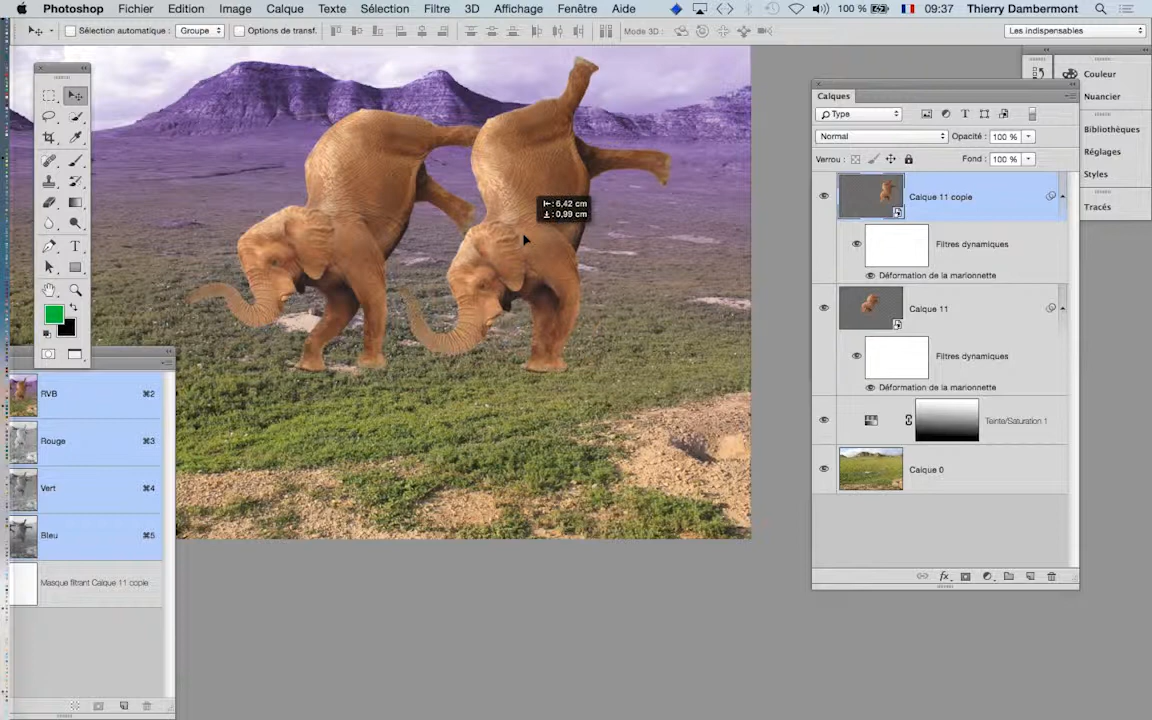 Photoshop Fichier Edition Image Calque Texte Sélection Filtre 3D Affichage Fenêtre Aide 100 % 09:37 Thierry Dambermont
Sélection automatique : Groupe Options de transf. Mode 3D : Les indispensables
Couleur
Nuancier
Bibliothèques
Réglages
Styles
Tracés
Calques
Type
Normal Opacité : 100 %
Verrou : Fond : 100 %
Calque 11 copie
Filtres dynamiques
Déformation de la marionnette
Calque 11
Filtres dynamiques
Déformation de la marionnette
Teinte/Saturation 1
Calque 0
fx
6,42 cm
0,99 cm
T
RVB ⌘2
Rouge ⌘3
Vert ⌘4
Bleu ⌘5
Masque filtrant Calque 11 copie